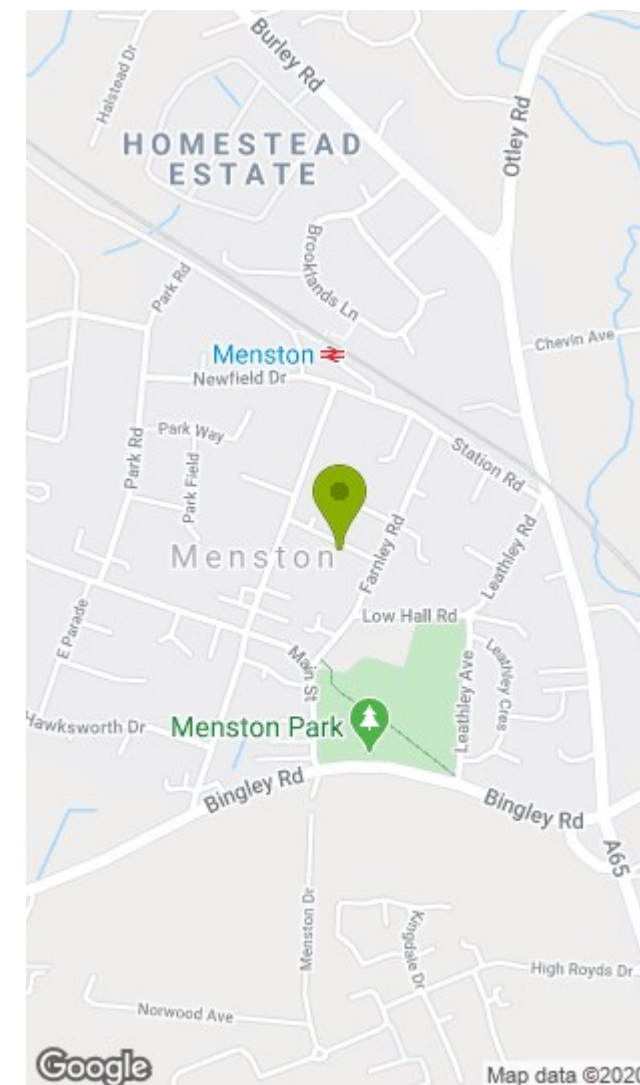 Burley Rd
Halstead Dr
Otley Rd
HOMESTEAD
ESTATE
Brooklands Ln
Park Rd
Chevin Ave
Menston
Newfield Dr
Park Way
Park Rd
Park Field
Station Rd
Menston
Farnley Rd
Leathley Rd
Low Hall Rd
E Parade
Main St
Leathley Ave
Leathley Cres
Hawksworth Dr
Menston Park
Bingley Rd
Bingley Rd
A65
Menston Dr
Kingdale Dr
High Royds Dr
Norwood Ave
Google
Map data ©2020